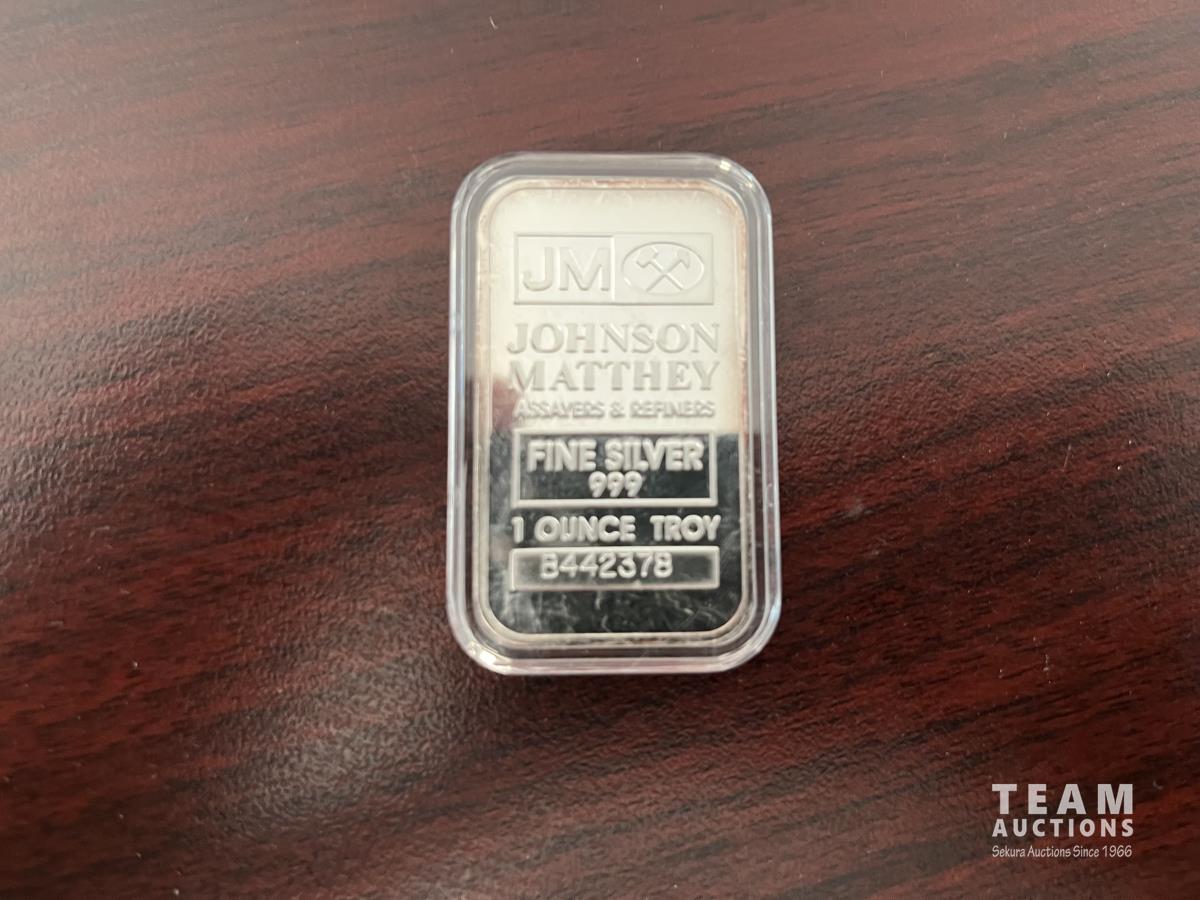 JM
JOHNSON
MATTHEY
ASSAYERS & REFINERS
FINE SILVER
999
1 OUNCE TROY
B442378
TEAM
AUCTIONS
Sekura Auctions Since 1966